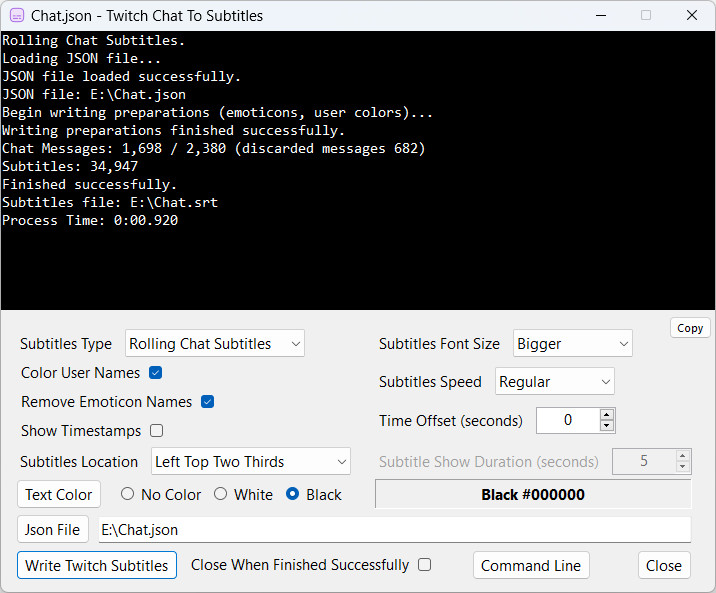 Chat.json - Twitch Chat To Subtitles
Rolling Chat Subtitles.
Loading JSON file...
JSON file loaded successfully.
JSON file: E:\Chat.json
Begin writing preparations (emoticons, user colors)...
Writing preparations finished successfully.
Chat Messages: 1,698 / 2,380 (discarded messages 682)
Subtitles: 34,947
Finished successfully.
Subtitles file: E:\Chat.srt
Process Time: 0:00.920
Copy
Subtitles Type Rolling Chat Subtitles Subtitles Font Size Bigger
Color User Names Subtitles Speed Regular
Remove Emoticon Names
Time Offset (seconds) 0
Show Timestamps
Subtitles Location Left Top Two Thirds Subtitle Show Duration (seconds) 5
Text Color No Color White Black Black #000000
Json File E:\Chat.json
Write Twitch Subtitles Close When Finished Successfully Command Line Close